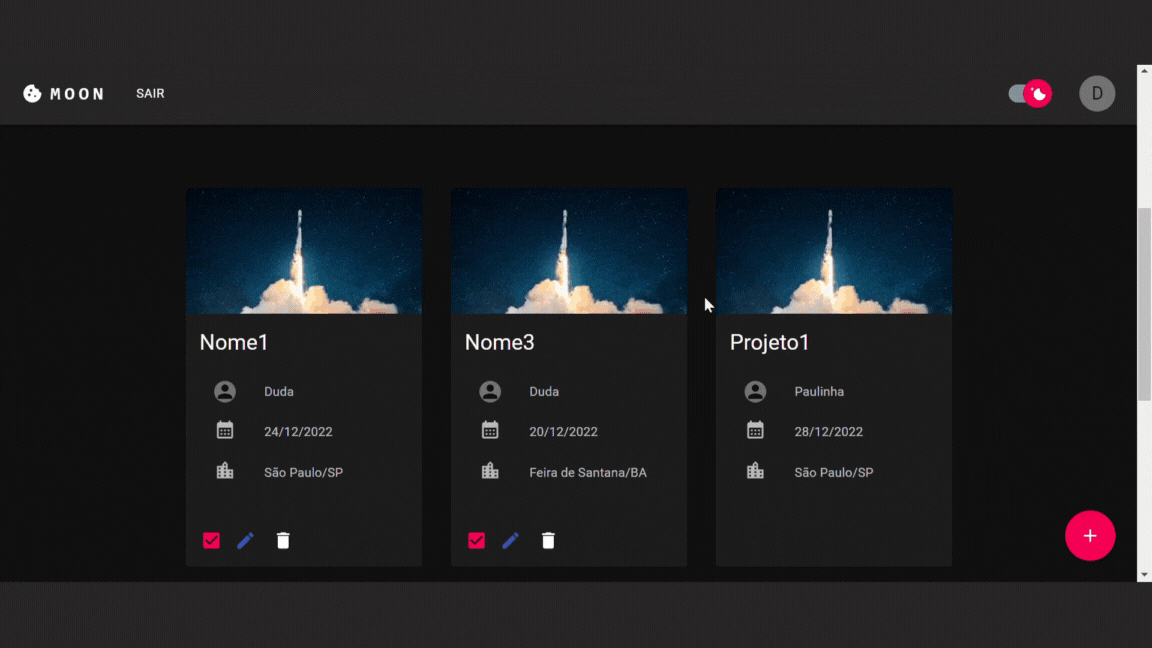 MOON
SAIR
D
Nome1
Duda
24/12/2022
São Paulo/SP
Nome3
Duda
20/12/2022
Feira de Santana/BA
Projeto1
Paulinha
28/12/2022
São Paulo/SP
+